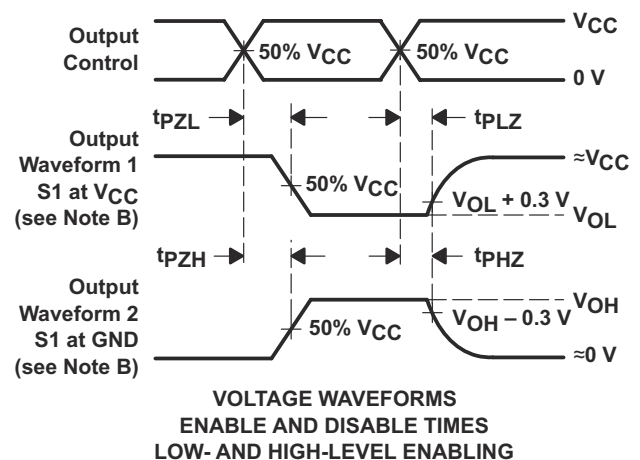 Output
Control
50% VCC
50% VCC
VCC
0 V
tPZL
tPLZ
Output
Waveform 1
S1 at VCC
(see Note B)
50% VCC
≈VCC
VOL + 0.3 V
VOL
tPZH
tPHZ
Output
Waveform 2
S1 at GND
(see Note B)
50% VCC
VOH
VOH – 0.3 V
≈0 V
VOLTAGE WAVEFORMS
ENABLE AND DISABLE TIMES
LOW- AND HIGH-LEVEL ENABLING